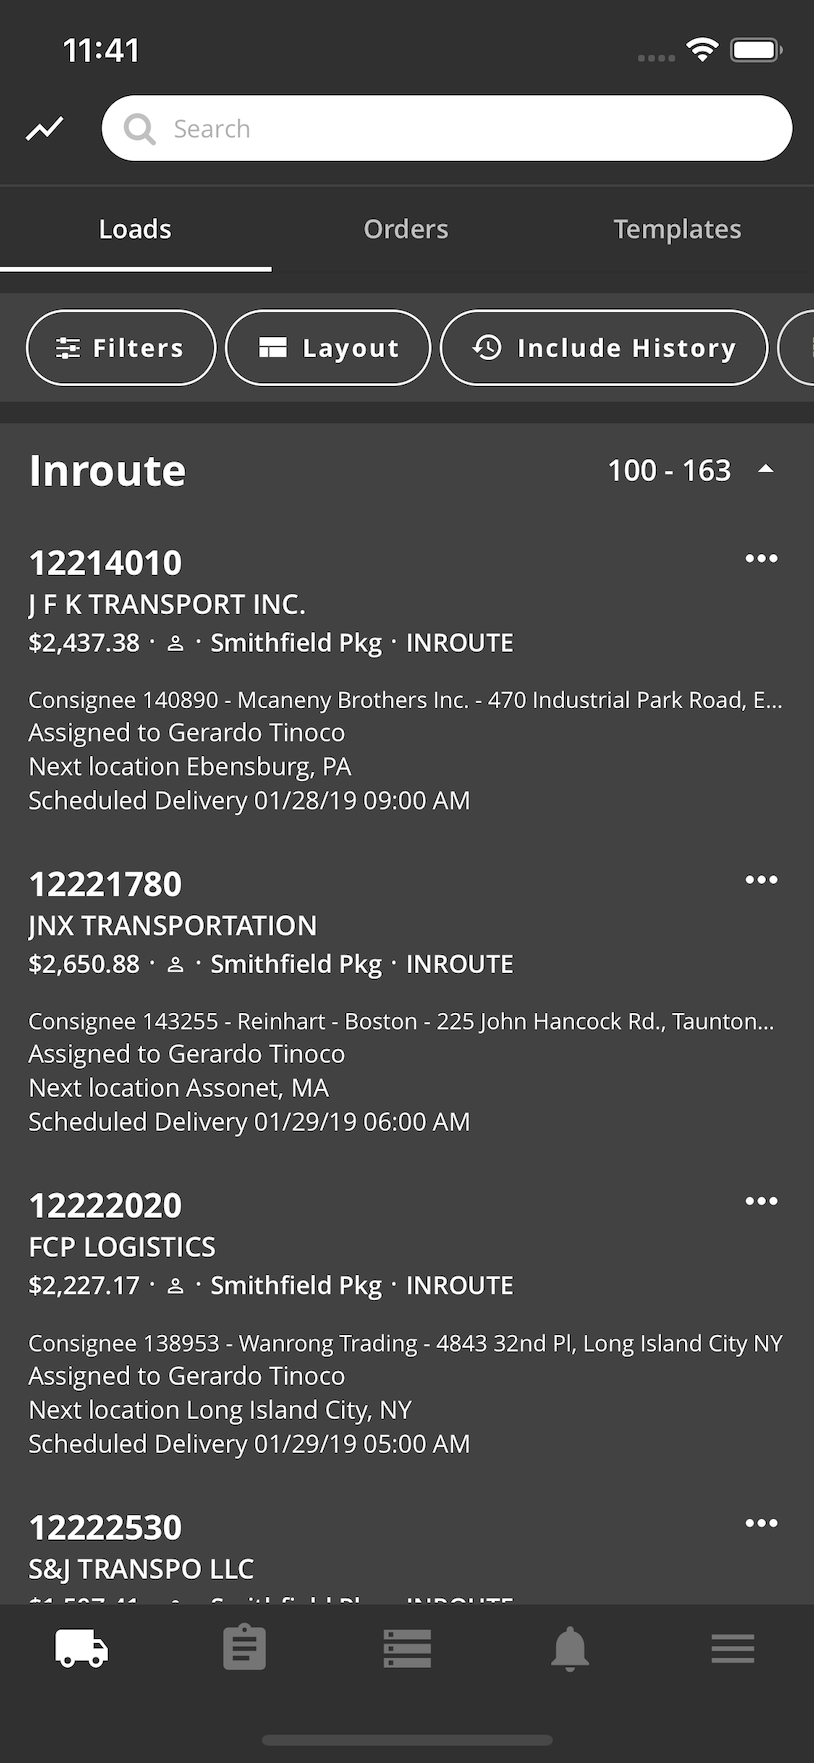 11:41
Search
Loads Orders Templates
Filters Layout Include History
Inroute 100 - 163
12214010
J F K TRANSPORT INC.
$2,437.38 · · Smithfield Pkg · INROUTE
Consignee 140890 - Mcaneny Brothers Inc. - 470 Industrial Park Road, E...
Assigned to Gerardo Tinoco
Next location Ebensburg, PA
Scheduled Delivery 01/28/19 09:00 AM
12221780
JNX TRANSPORTATION
$2,650.88 · · Smithfield Pkg · INROUTE
Consignee 143255 - Reinhart - Boston - 225 John Hancock Rd., Taunton...
Assigned to Gerardo Tinoco
Next location Assonet, MA
Scheduled Delivery 01/29/19 06:00 AM
12222020
FCP LOGISTICS
$2,227.17 · · Smithfield Pkg · INROUTE
Consignee 138953 - Wanrong Trading - 4843 32nd Pl, Long Island City NY
Assigned to Gerardo Tinoco
Next location Long Island City, NY
Scheduled Delivery 01/29/19 05:00 AM
12222530
S&J TRANSPO LLC